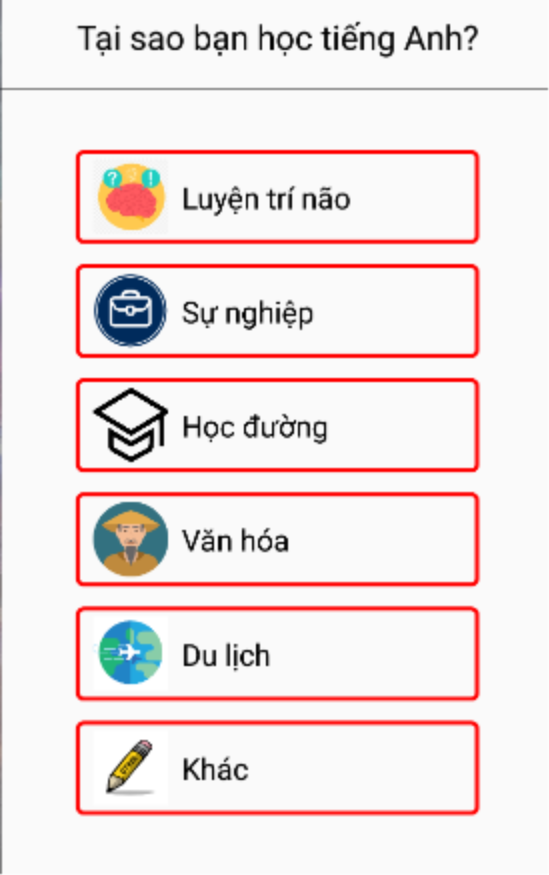 Tại sao bạn học tiếng Anh?
Luyện trí não
Sự nghiệp
Học đường
Văn hóa
Du lịch
Khác